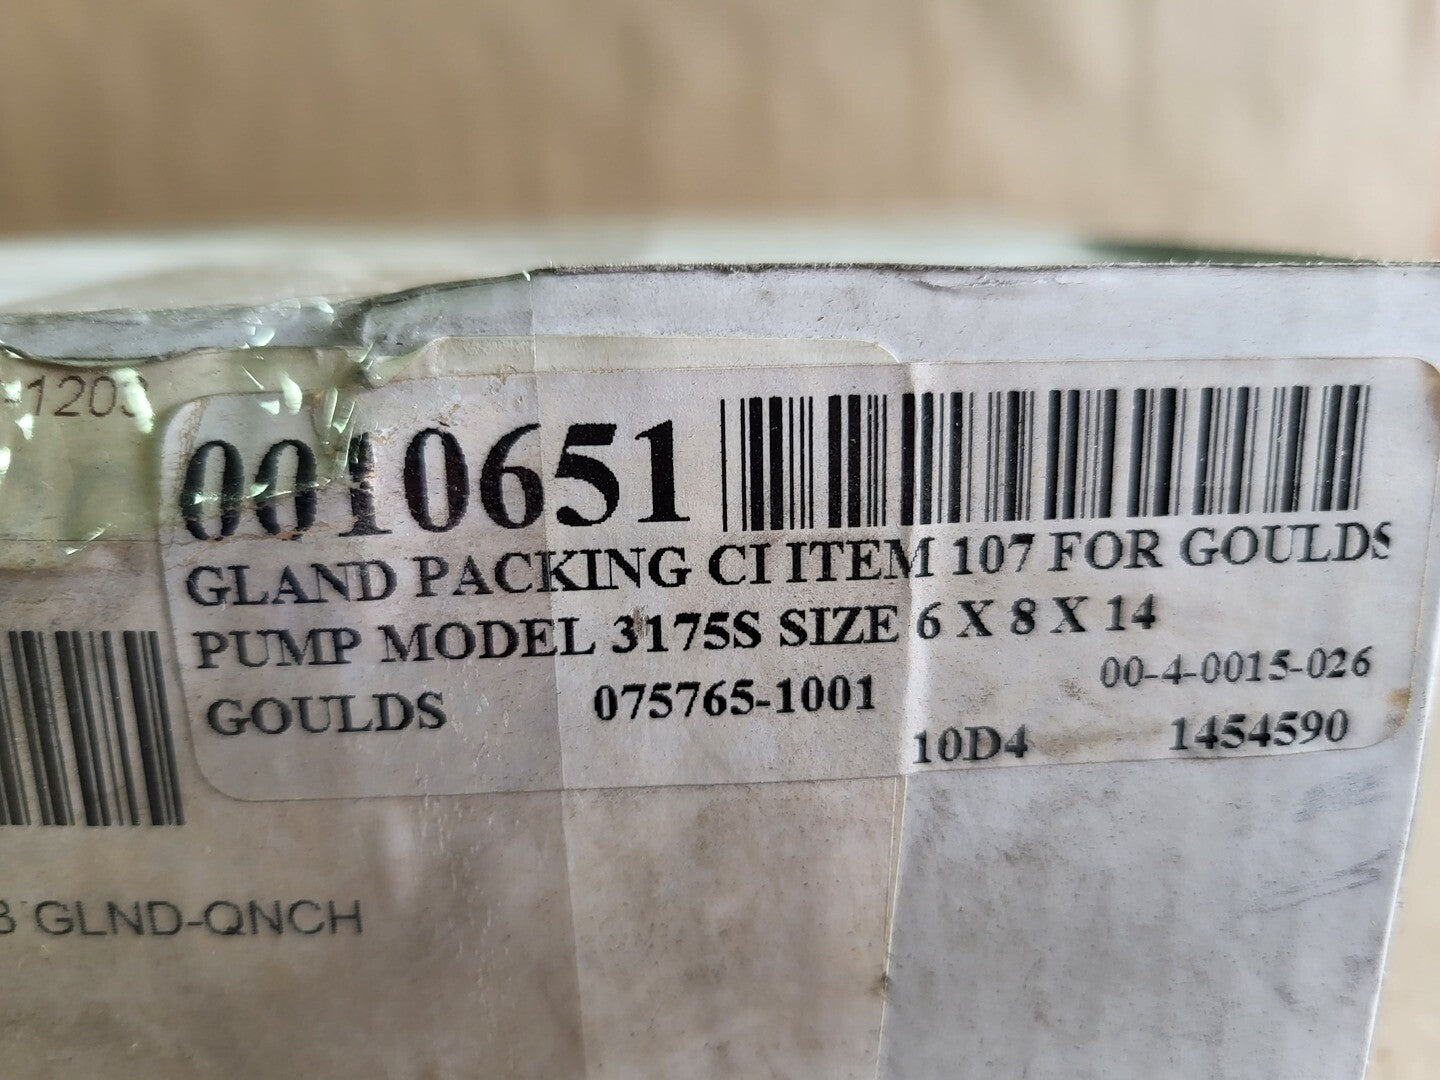 -1203
0010651
GLAND PACKING CI ITEM 107 FOR GOULDS
PUMP MODEL 3175S SIZE 6 X 8 X 14
00-4-0015-026
GOULDS 075765-1001
10D4 1454590
GLND-QNCH